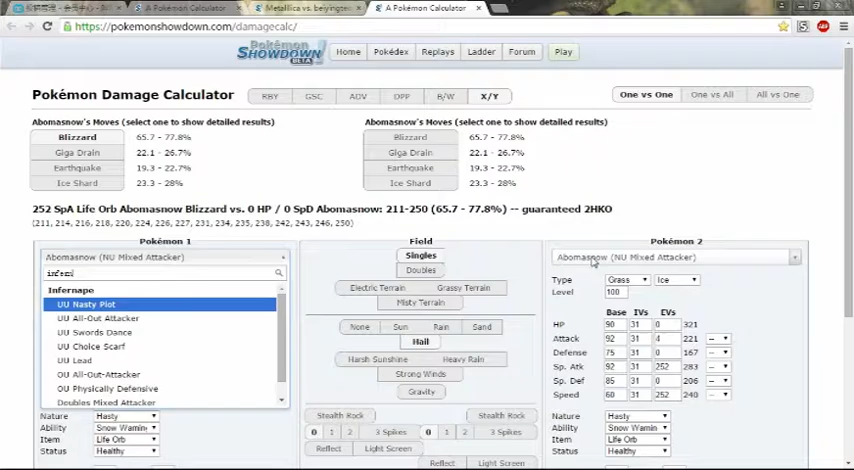 A Pokémon Damage Calculator
Metallica vs. beiyingte
A Pokémon Damage Calculator
https://pokemonshowdown.com/damagecalc/
Pokémon
SHOWDOWN!
BETA
Home Pokédex Replays Ladder Forum Play
Pokémon Damage Calculator
RBY GSC ADV DPP B/W X/Y
One vs One One vs All All vs One
Abomasnow's Moves (select one to show detailed results)
Abomasnow's Moves (select one to show detailed results)
Blizzard 65.7 - 77.8%
Blizzard 65.7 - 77.8%
Giga Drain 22.1 - 26.7%
Giga Drain 22.1 - 26.7%
Earthquake 19.3 - 22.7%
Earthquake 19.3 - 22.7%
Ice Shard 23.3 - 28%
Ice Shard 23.3 - 28%
252 SpA Life Orb Abomasnow Blizzard vs. 0 HP / 0 SpD Abomasnow: 211-250 (65.7 - 77.8%) -- guaranteed 2HKO
(211, 214, 216, 218, 220, 224, 226, 227, 231, 234, 235, 238, 242, 243, 246, 250)
Pokémon 1
Abomasnow (NU Mixed Attacker)
infern
Infernape
UU Nasty Plot
UU All-Out Attacker
UU Swords Dance
UU Choice Scarf
UU Lead
UU All-Out-Attacker
UU Physically Defensive
Doubles Mixed Attacker
Nature Hasty
Ability Snow Warning
Item Life Orb
Status Healthy
Field
Singles
Doubles
Electric Terrain Grassy Terrain
Misty Terrain
None Sun Rain Sand
Hail
Harsh Sunshine Heavy Rain
Strong Winds
Gravity
Stealth Rock Stealth Rock
0 1 2 3 Spikes 0 1 2 3 Spikes
Reflect Light Screen
Reflect Light Screen
Pokémon 2
Abomasnow (NU Mixed Attacker)
Type Grass Ice
Level 100
Base IVs EVs
HP 90 31 0 321
Attack 92 31 4 221 --
Defense 75 31 0 167 --
Sp. Atk 92 31 252 283 --
Sp. Def 85 31 0 206 --
Speed 60 31 252 240 --
Nature Hasty
Ability Snow Warning
Item Life Orb
Status Healthy